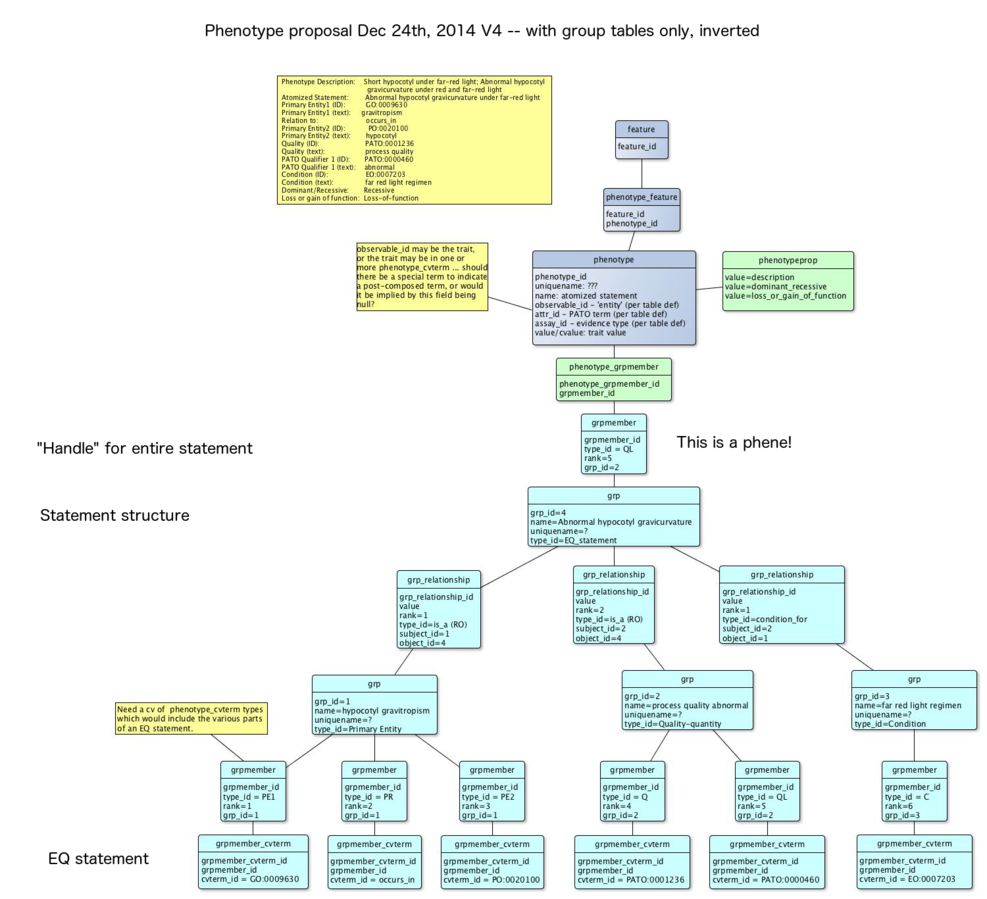 Phenotype proposal Dec 24th, 2014 V4 -- with group tables only, inverted
Phenotype Description: Short hypocotyl under far-red light; Abnormal hypocotyl
gravicurvature under red and far-red light
Atomized Statement: Abnormal hypocotyl gravicurvature under far-red light
Primary Entity1 (ID): GO:0009630
Primary Entity1 (text): gravitropism
Relation to: occurs_in
Primary Entity2 (ID): PO:0020100
Primary Entity2 (text): hypocotyl
Quality (ID): PATO:0001236
Quality (text): process quality
PATO Qualifier 1 (ID): PATO:0000460
PATO Qualifier 1 (text): abnormal
Condition (ID): EO:0007203
Condition (text): far red light regimen
Dominant/Recessive: Recessive
Loss or gain of function: Loss-of-function
feature
feature_id
phenotype_feature
feature_id
phenotype_id
observable_id may be the trait,
or the trait may be in one or
more phenotype_cvterm ... should
there be a special term to indicate
a post-composed term, or would
it be implied by this field being
null?
phenotype
phenotype_id
uniquename: ???
name: atomized statement
observable_id - 'entity' (per table def)
attr_id - PATO term (per table def)
assay_id - evidence type (per table def)
value/cvalue: trait value
phenotypeprop
value=description
value=dominant_recessive
value=loss_or_gain_of_function
phenotype_grpmember
phenotype_grpmember_id
grpmember_id
"Handle" for entire statement
grpmember
grpmember_id
type_id = QL
rank=5
grp_id=2
This is a phene!
Statement structure
grp
grp_id=4
name=Abnormal hypocotyl gravicurvature
uniquename=?
type_id=EQ_statement
grp_relationship
grp_relationship_id
value
rank=1
type_id=is_a (RO)
subject_id=1
object_id=4
grp_relationship
grp_relationship_id
value
rank=2
type_id=is_a (RO)
subject_id=2
object_id=4
grp_relationship
grp_relationship_id
value
rank=1
type_id=condition_for
subject_id=2
object_id=1
grp
grp_id=1
name=hypocotyl gravitropism
uniquename=?
type_id=Primary Entity
grp
grp_id=2
name=process quality abnormal
uniquename=?
type_id=Quality-quantity
grp
grp_id=3
name=far red light regimen
uniquename=?
type_id=Condition
Need a cv of phenotype_cvterm types
which would include the various parts
of an EQ statement.
grpmember
grpmember_id
type_id = PE1
rank=1
grp_id=1
grpmember
grpmember_id
type_id = PR
rank=2
grp_id=1
grpmember
grpmember_id
type_id = PE2
rank=3
grp_id=1
grpmember
grpmember_id
type_id = Q
rank=4
grp_id=2
grpmember
grpmember_id
type_id = QL
rank=5
grp_id=2
grpmember
grpmember_id
type_id = C
rank=6
grp_id=3
EQ statement
grpmember_cvterm
grpmember_cvterm_id
grpmember_id
cvterm_id = GO:0009630
grpmember_cvterm
grpmember_cvterm_id
grpmember_id
cvterm_id = occurs_in
grpmember_cvterm
grpmember_cvterm_id
grpmember_id
cvterm_id = PO:0020100
grpmember_cvterm
grpmember_cvterm_id
grpmember_id
cvterm_id = PATO:0001236
grpmember_cvterm
grpmember_cvterm_id
grpmember_id
cvterm_id = PATO:0000460
grpmember_cvterm
grpmember_cvterm_id
grpmember_id
cvterm_id = EO:0007203